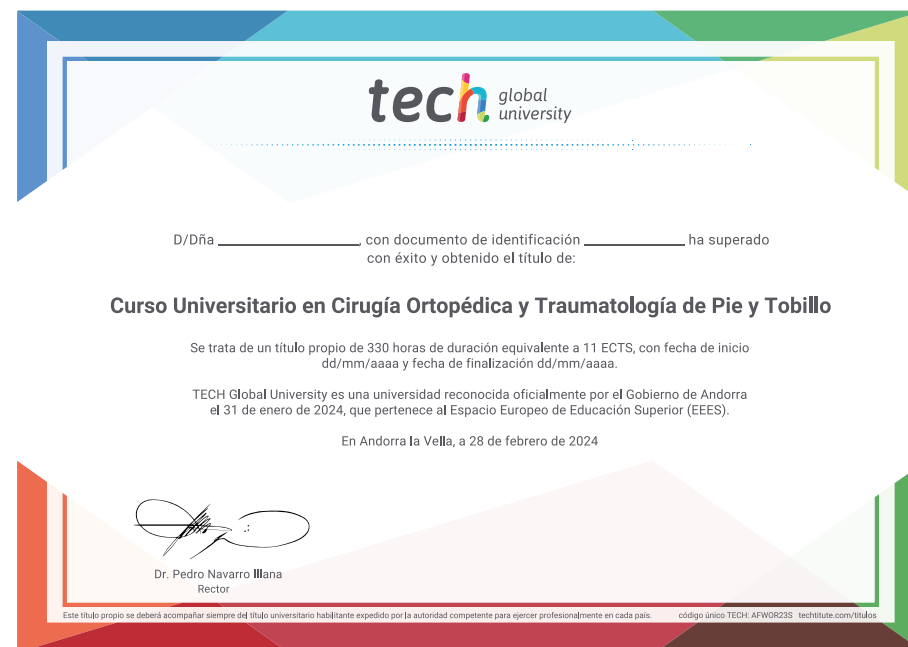 tech global university
D/Dña ____________________, con documento de identificación ______________ ha superado
con éxito y obtenido el título de:
Curso Universitario en Cirugía Ortopédica y Traumatología de Pie y Tobillo
Se trata de un título propio de 330 horas de duración equivalente a 11 ECTS, con fecha de inicio
dd/mm/aaaa y fecha de finalización dd/mm/aaaa.
TECH Global University es una universidad reconocida oficialmente por el Gobierno de Andorra
el 31 de enero de 2024, que pertenece al Espacio Europeo de Educación Superior (EEES).
En Andorra la Vella, a 28 de febrero de 2024
Dr. Pedro Navarro Illana
Rector
Este título propio se deberá acompañar siempre del título universitario habilitante expedido por la autoridad competente para ejercer profesionalmente en cada país. código único TECH: AFWOR23S techtitute.com/titulos